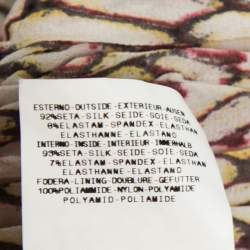 ESTERNO-OUTSIDE-EXTERIEUR-AUSEN
92%SETA-SILK-SEIDE-SOIE-SEDA
8%ELASTAM-SPANDEX-ELASTHAN
ELASTHANNE-ELASTANO
INTERNO-INSIDE-INTERIEUR-INNERHALB
93%SETA-SILK-SEIDE-SOIE-SEDA
7%ELASTAM-SPANDEX-ELASTHAN
ELASTHANNE-ELASTANO
FODERA-LINING-DOUBLURE-GEFUTTER
100%POLIAMMIDE-NYLON-POLYAMIDE
POLYAMID-POLIAMIDE